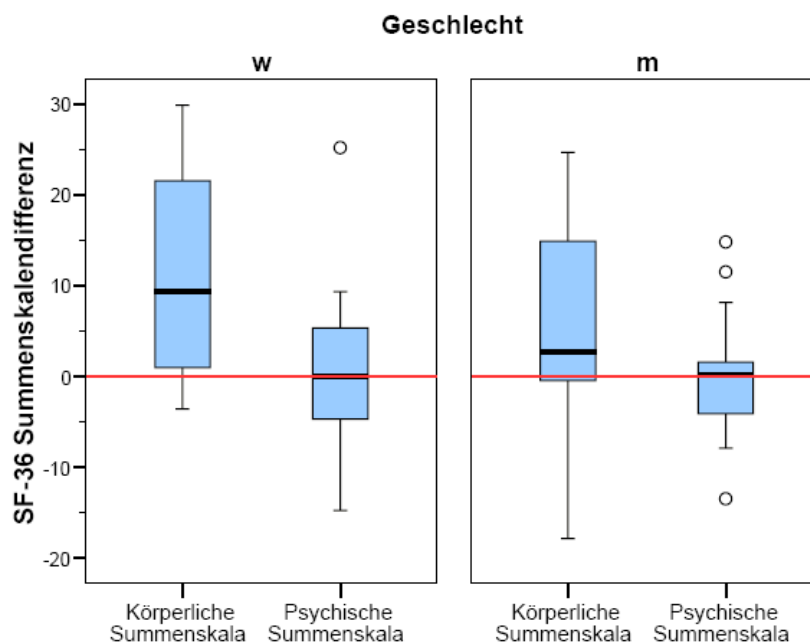 Geschlecht
w
m
SF-36 Summenskalendifferenz
30
20
10
0
-10
-20
Körperliche
Summenskala
Psychische
Summenskala
Körperliche
Summenskala
Psychische
Summenskala